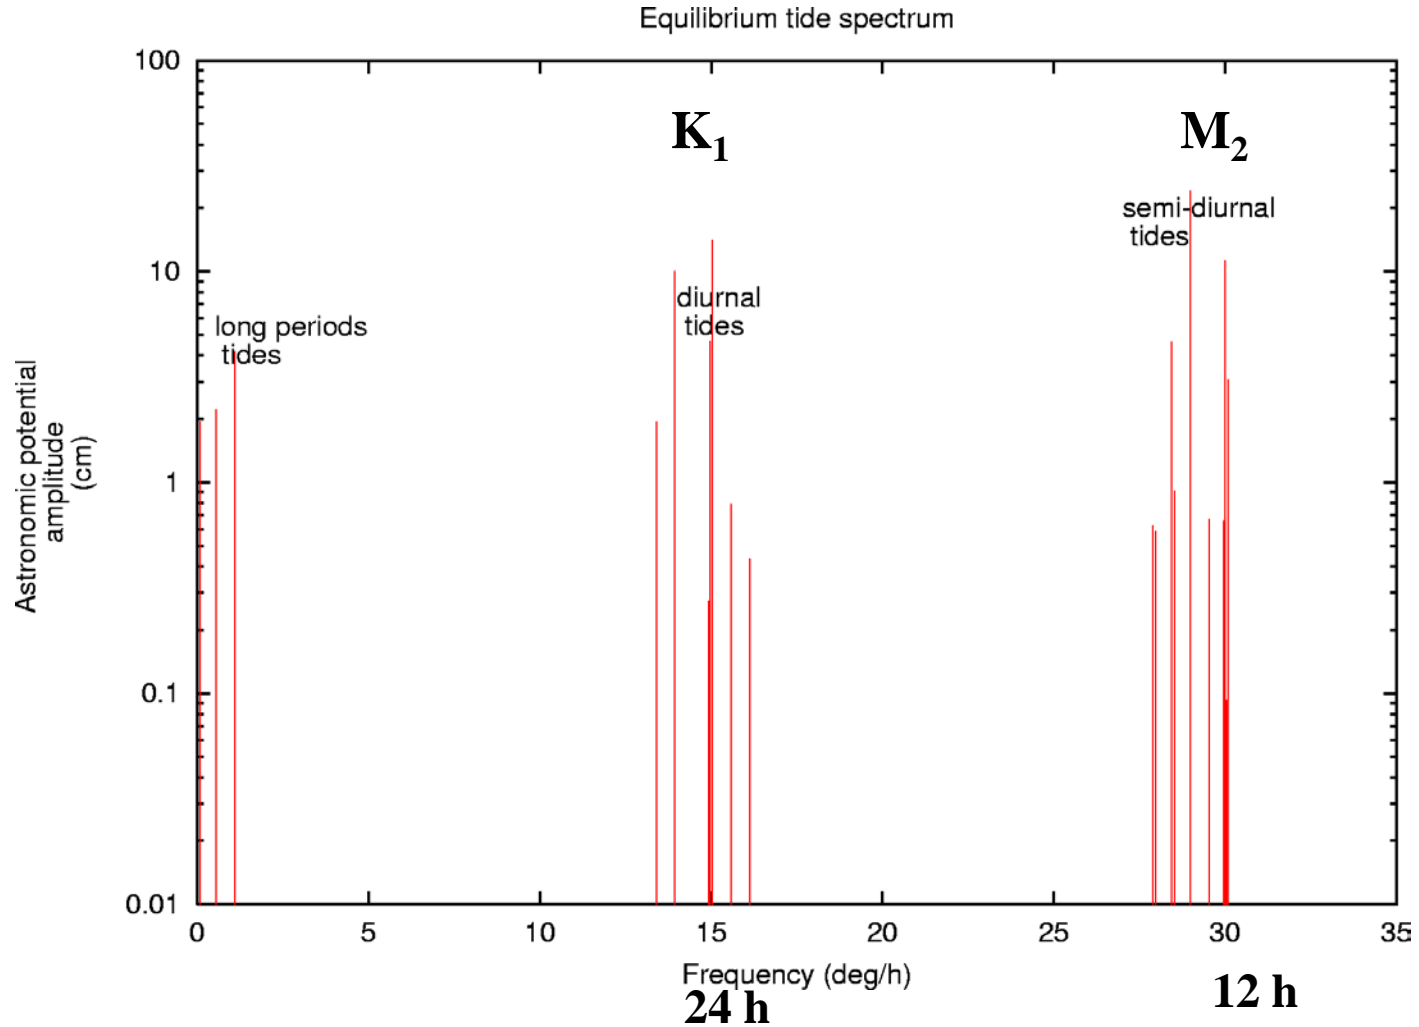 Equilibrium tide spectrum
100
K1
M2
semi-diurnal
tides
10
diurnal
tides
long periods
tides
Astronomic potential
amplitude
(cm)
1
0.1
0.01
0 5 10 15 20 25 30 35
Frequency (deg/h)
24 h
12 h